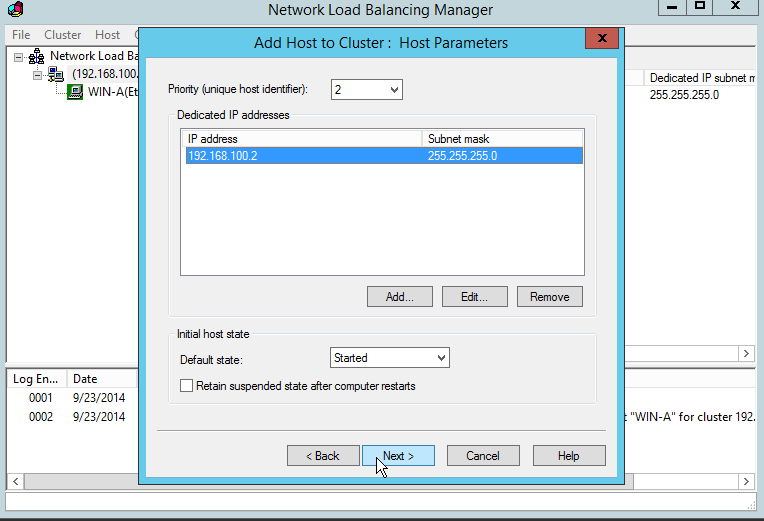 Network Load Balancing Manager
File Cluster Host
Add Host to Cluster : Host Parameters
X
Network Load Ba
(192.168.100.
WIN-A(Et
Dedicated IP subnet m
255.255.255.0
Priority (unique host identifier): 2
Dedicated IP addresses
IP address Subnet mask
192.168.100.2 255.255.255.0
Add... Edit... Remove
Initial host state
Default state: Started
Retain suspended state after computer restarts
Log En... Date
0001 9/23/2014
0002 9/23/2014
"WIN-A" for cluster 192.
< Back Next > Cancel Help